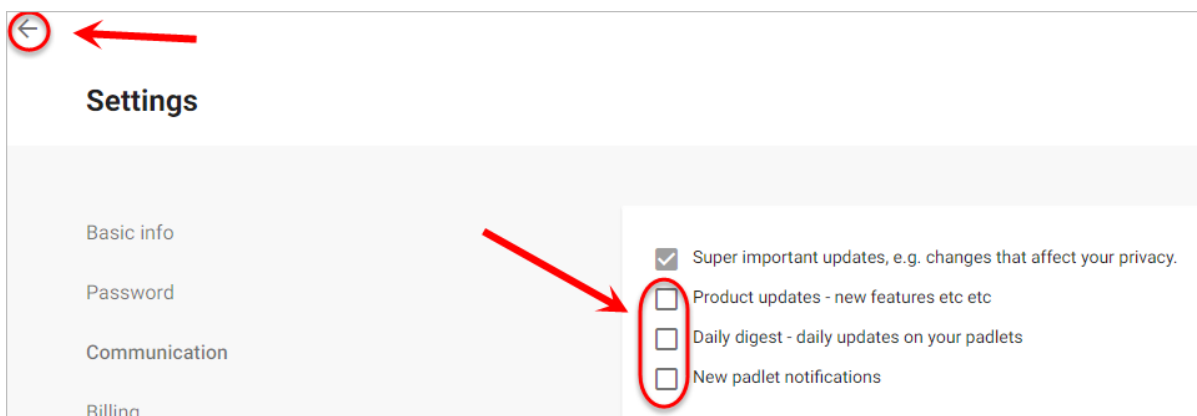 Settings
Basic info
Password
Communication
Billing
Super important updates, e.g. changes that affect your privacy.
Product updates - new features etc etc
Daily digest - daily updates on your padlets
New padlet notifications